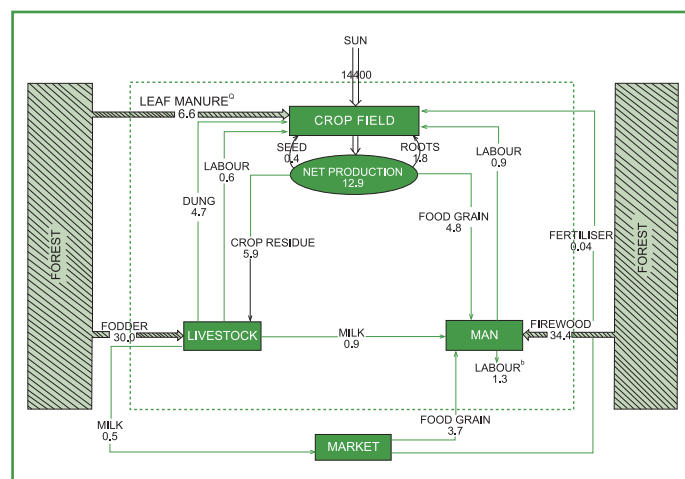 SUN
14400
LEAF MANUREQ
6.6
CROP FIELD
SEED
0.4
ROOTS
1.8
LABOUR
0.6
LABOUR
0.9
NET PRODUCTION
12.9
DUNG
4.7
FOOD GRAIN
4.8
FERTILISER
0.04
CROP RESIDUE
5.9
FOREST
FOREST
FODDER
30.0
LIVESTOCK
MILK
0.9
MAN
FIREWOOD
34.4
LABOURb
1.3
MILK
0.5
FOOD GRAIN
3.7
MARKET